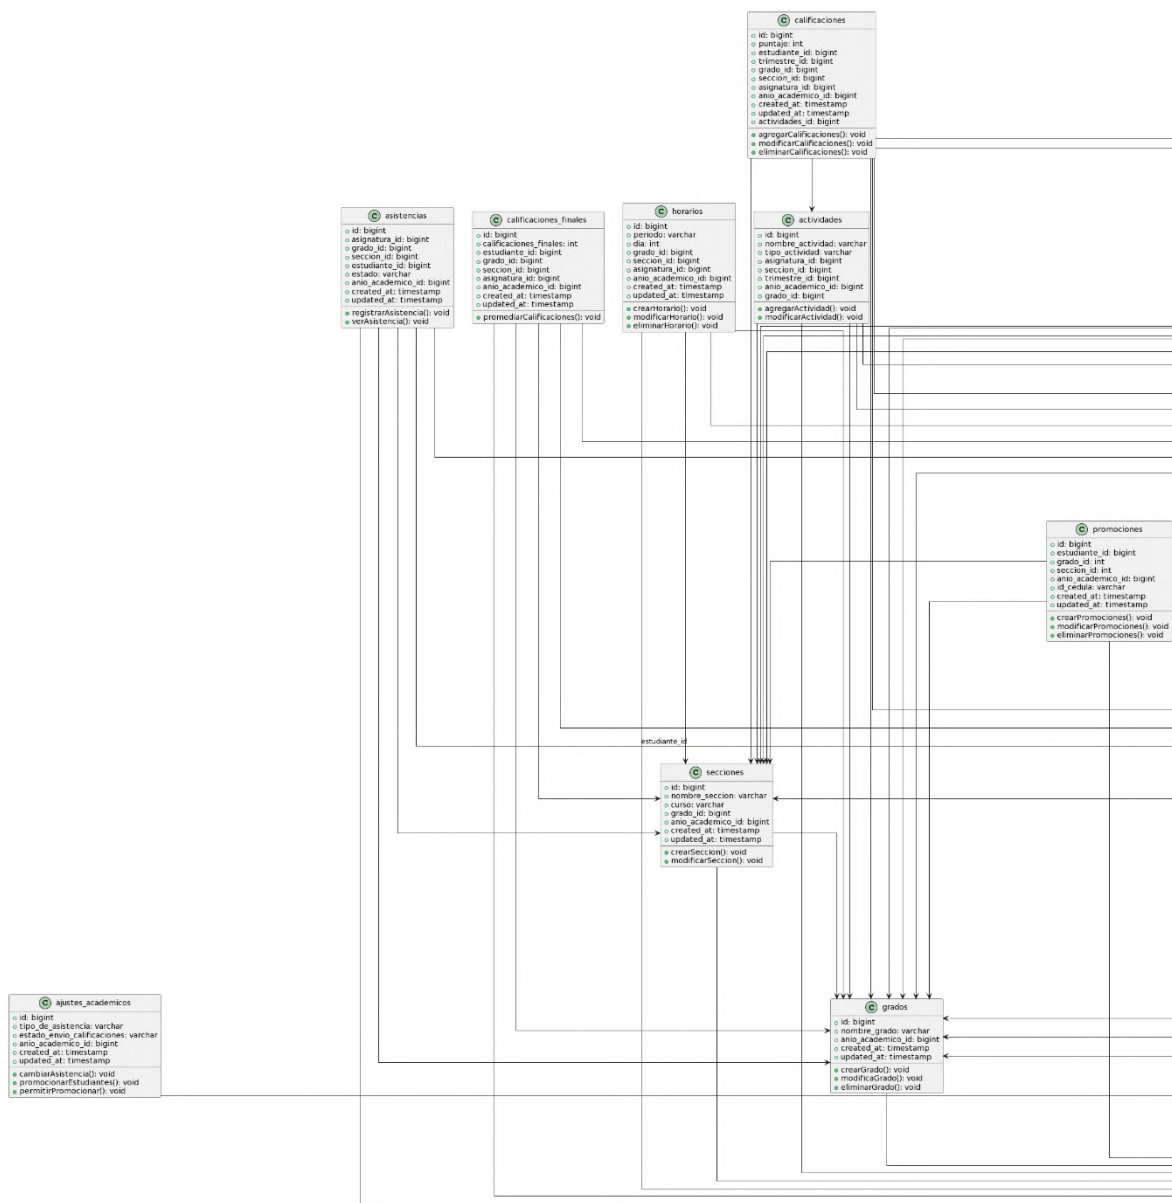 C calificaciones
id: bigint
puntaje: int
estudiante_id: bigint
trimestre_id: bigint
grado_id: bigint
seccion_id: bigint
asignatura_id: bigint
anio_academico_id: bigint
created_at: timestamp
updated_at: timestamp
actividades_id: bigint
agregarCalificaciones(): void
modificarCalificaciones(): void
eliminarCalificaciones(): void
C asistencias
id: bigint
asignatura_id: bigint
grado_id: bigint
seccion_id: bigint
estudiante_id: bigint
estado: varchar
anio_academico_id: bigint
created_at: timestamp
updated_at: timestamp
registrarAsistencia(): void
verAsistencia(): void
C calificaciones_finales
id: bigint
calificaciones_finales: int
estudiante_id: bigint
grado_id: bigint
seccion_id: bigint
asignatura_id: bigint
anio_academico_id: bigint
created_at: timestamp
updated_at: timestamp
promediarCalificaciones(): void
C horarios
id: bigint
periodo: varchar
dia: int
grado_id: bigint
seccion_id: bigint
asignatura_id: bigint
anio_academico_id: bigint
created_at: timestamp
updated_at: timestamp
crearHorario(): void
modificarHorario(): void
eliminarHorario(): void
C actividades
id: bigint
nombre_actividad: varchar
tipo_actividad: varchar
asignatura_id: bigint
seccion_id: bigint
trimestre_id: bigint
anio_academico_id: bigint
grado_id: bigint
agregarActividad(): void
modificarActividad(): void
C promociones
id: bigint
estudiante_id: bigint
grado_id: int
seccion_id: int
anio_academico_id: bigint
id_cedula: varchar
created_at: timestamp
updated_at: timestamp
crearPromociones(): void
modificarPromociones(): void
eliminarPromociones(): void
estudiante_id
C secciones
id: bigint
nombre_seccion: varchar
curso: varchar
grado_id: bigint
anio_academico_id: bigint
created_at: timestamp
updated_at: timestamp
crearSeccion(): void
modificarSeccion(): void
C ajustes_academicos
id: bigint
tipo_de_asistencia: varchar
estado_envio_calificaciones: varchar
anio_academico_id: bigint
created_at: timestamp
updated_at: timestamp
cambiarAsistencia(): void
promocionarEstudiantes(): void
permitirPromocionar(): void
C grados
id: bigint
nombre_grado: varchar
anio_academico_id: bigint
created_at: timestamp
updated_at: timestamp
crearGrado(): void
modificaGrado(): void
eliminarGrado(): void